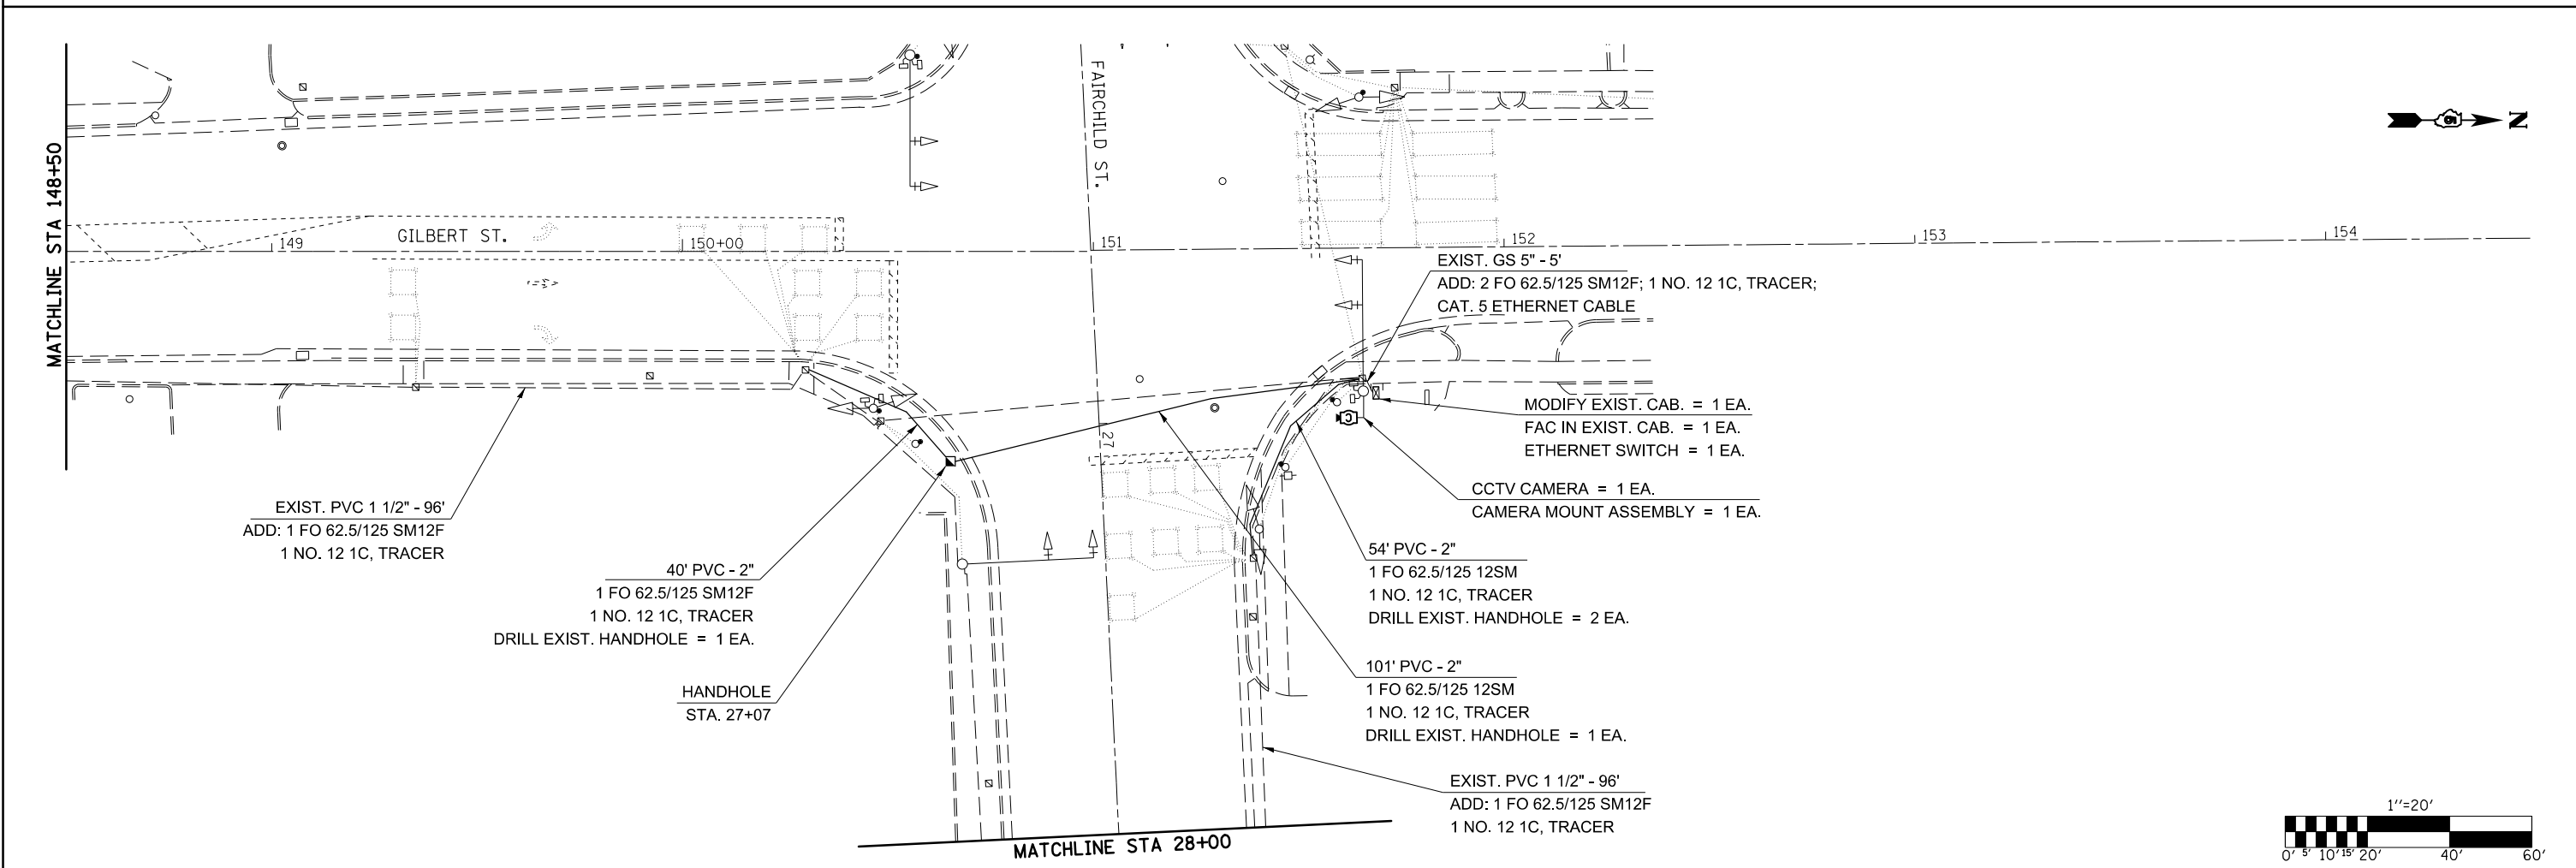 MATCHLINE STA 148+50
FAIRCHILD ST.
N
GILBERT ST.
149
150+00
151
152
153
154
27
EXIST. GS 5" - 5'
ADD: 2 FO 62.5/125 SM12F; 1 NO. 12 1C, TRACER;
CAT. 5 ETHERNET CABLE
MODIFY EXIST. CAB. = 1 EA.
FAC IN EXIST. CAB. = 1 EA.
ETHERNET SWITCH = 1 EA.
C
CCTV CAMERA = 1 EA.
CAMERA MOUNT ASSEMBLY = 1 EA.
EXIST. PVC 1 1/2" - 96'
ADD: 1 FO 62.5/125 SM12F
1 NO. 12 1C, TRACER
40' PVC - 2"
1 FO 62.5/125 SM12F
1 NO. 12 1C, TRACER
DRILL EXIST. HANDHOLE = 1 EA.
HANDHOLE
STA. 27+07
54' PVC - 2"
1 FO 62.5/125 12SM
1 NO. 12 1C, TRACER
DRILL EXIST. HANDHOLE = 2 EA.
101' PVC - 2"
1 FO 62.5/125 12SM
1 NO. 12 1C, TRACER
DRILL EXIST. HANDHOLE = 1 EA.
EXIST. PVC 1 1/2" - 96'
ADD: 1 FO 62.5/125 SM12F
1 NO. 12 1C, TRACER
MATCHLINE STA 28+00
1''=20'
0' 5' 10' 15' 20' 40' 60'